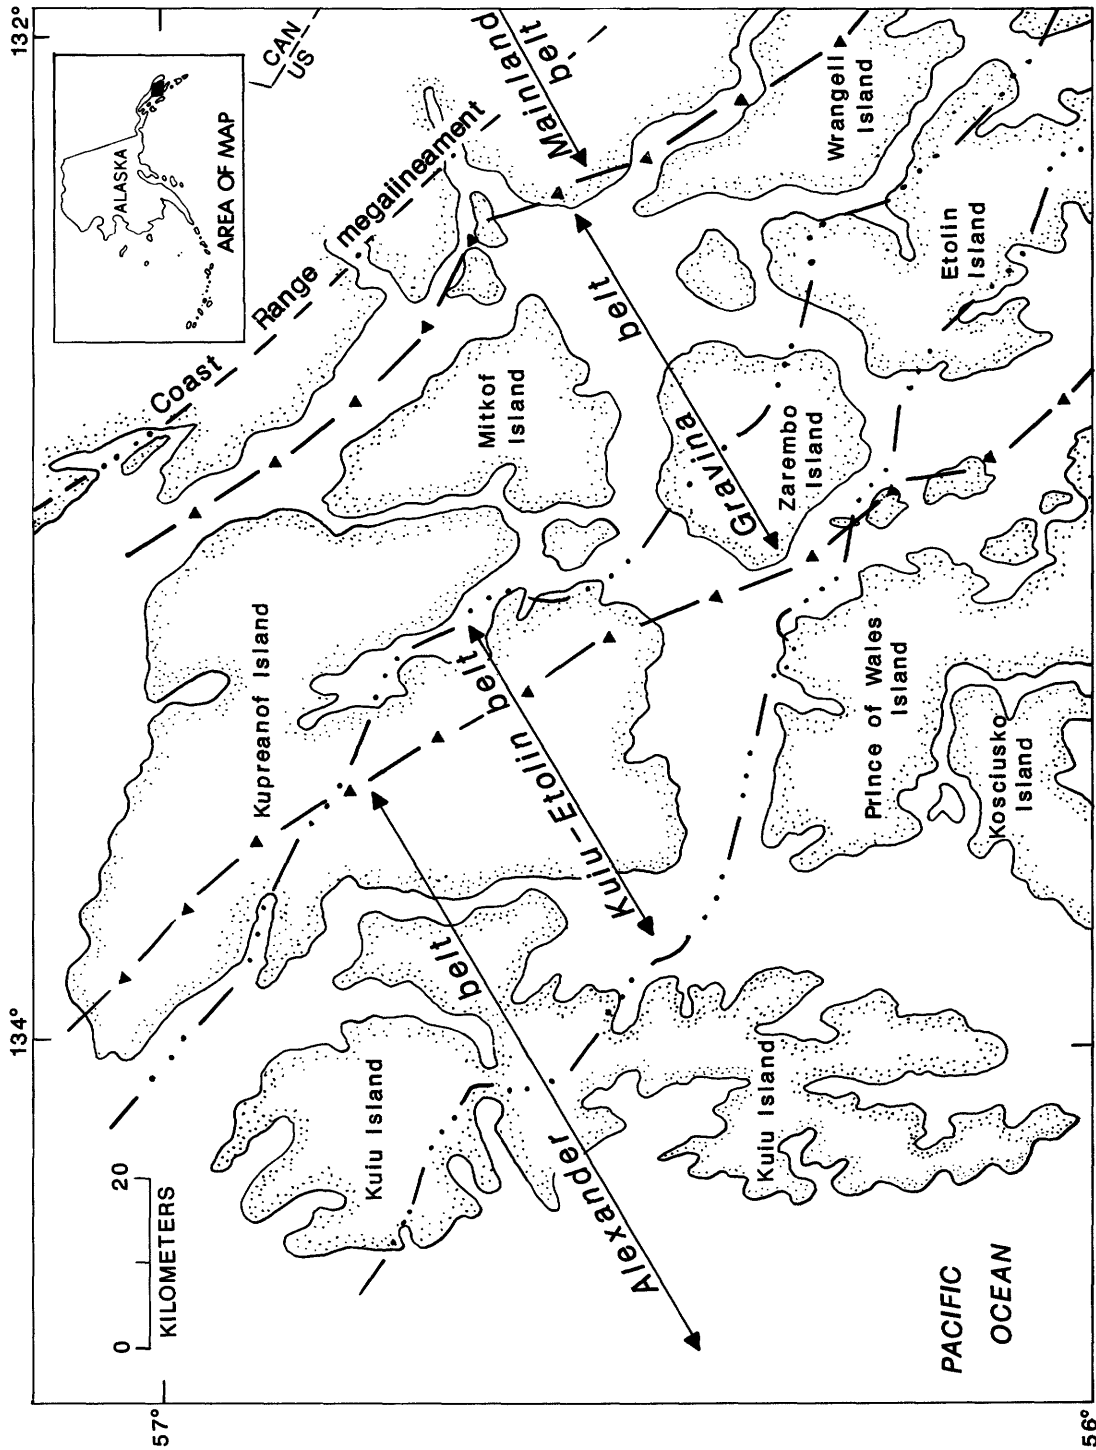 132°
134°
57°
56°
CAN
US
ALASKA
AREA OF MAP
Coast Range megalineament
Mainland
belt
Gravina belt
Kuiu-Etolin belt
Alexander belt
Wrangell
Island
Etolin
Island
Mitkof
Island
Zarembo
Island
Kupreanof Island
Prince of Wales
Island
Kosciusko
Island
Kuiu Island
Kuiu Island
0 20
KILOMETERS
PACIFIC
OCEAN